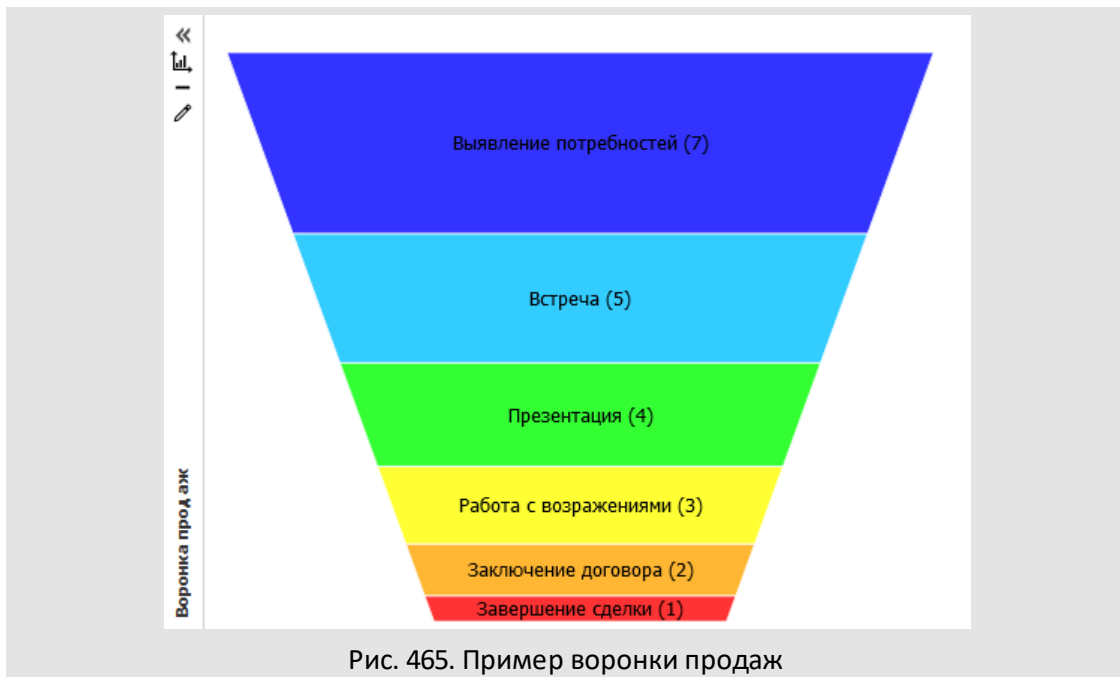 Выявление потребностей (7)
Встреча (5)
Презентация (4)
Работа с возражениями (3)
Заключение договора (2)
Завершение сделки (1)
Воронка продаж
Рис. 465. Пример воронки продаж